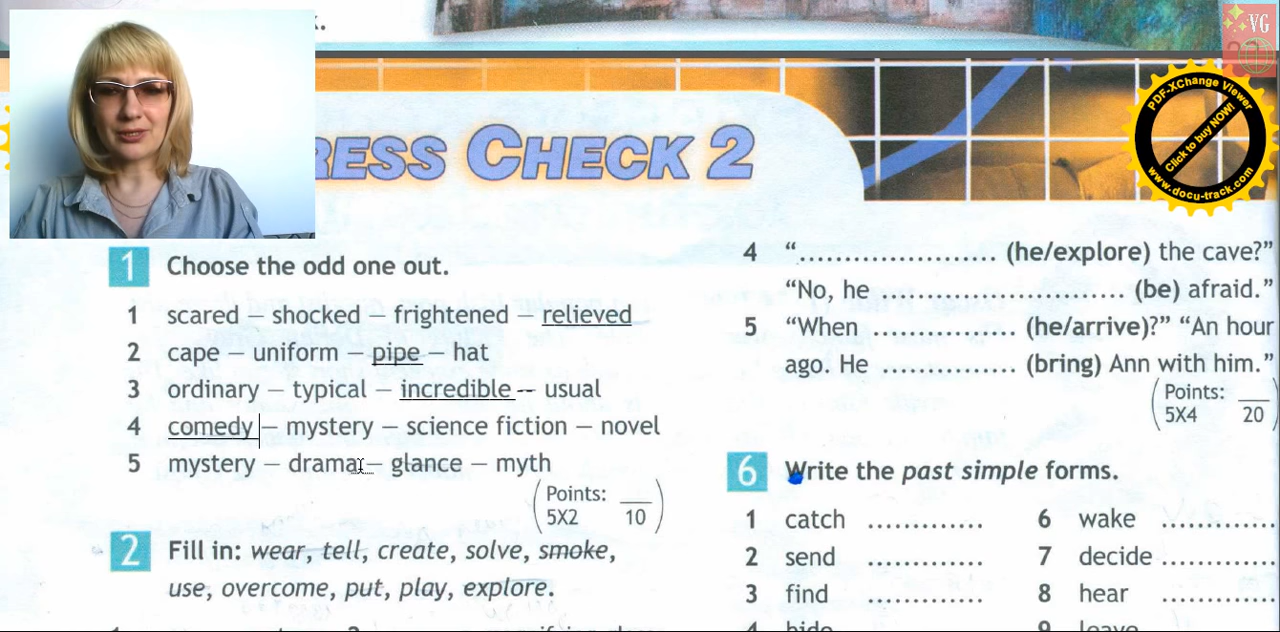 k.
RESS CHECK 2
1 Choose the odd one out.
1 scared – shocked – frightened – relieved
2 cape – uniform – pipe – hat
3 ordinary – typical – incredible -- usual
4 comedy – mystery – science fiction – novel
5 mystery – drama – glance – myth
(Points: ___
5X2 10)
2 Fill in: wear, tell, create, solve, smoke,
use, overcome, put, play, explore.
4 “ ..................... (he/explore) the cave?”
“No, he ........................... (be) afraid.”
5 “When ............... (he/arrive)?” “An hour
ago. He ............... (bring) Ann with him.”
(Points: ___
5X4 20)
6 Write the past simple forms.
1 catch ............. 6 wake .............
2 send ............. 7 decide .............
3 find ............. 8 hear .............
VG
PDF-XChange Viewer
Click to buy NOW!
www.docu-track.com